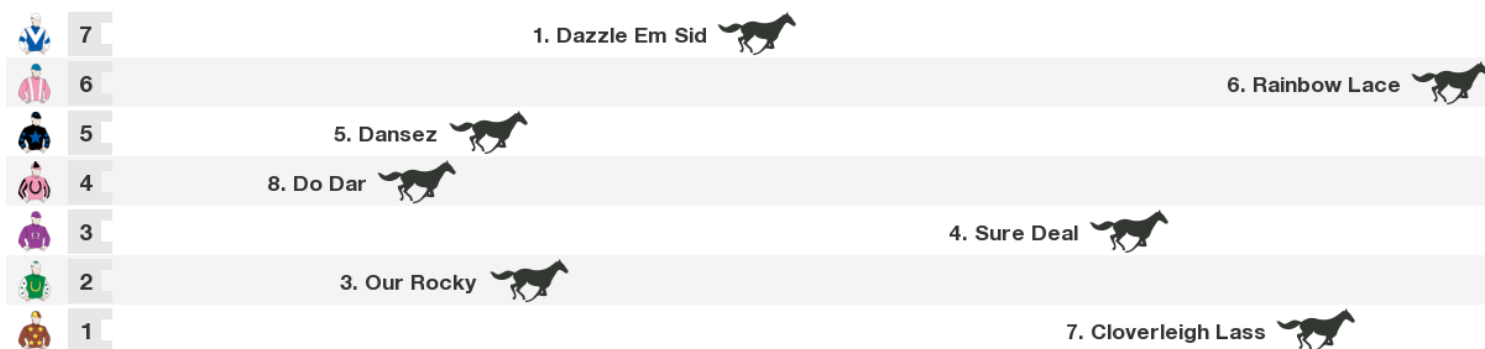 7 1. Dazzle Em Sid
6 6. Rainbow Lace
5 5. Dansez
4 8. Do Dar
3 4. Sure Deal
2 3. Our Rocky
1 7. Cloverleigh Lass